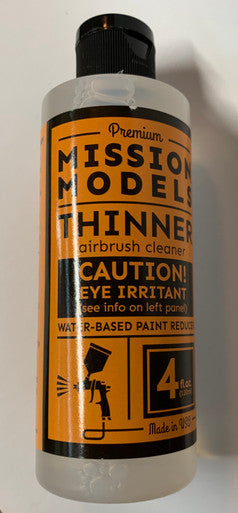 Premium
MISSION
MODELS
THINNER
airbrush cleaner
CAUTION!
EYE IRRITANT
(see info on left panel)
WATER-BASED PAINT REDUCER
4 fl.oz.
Made in USA